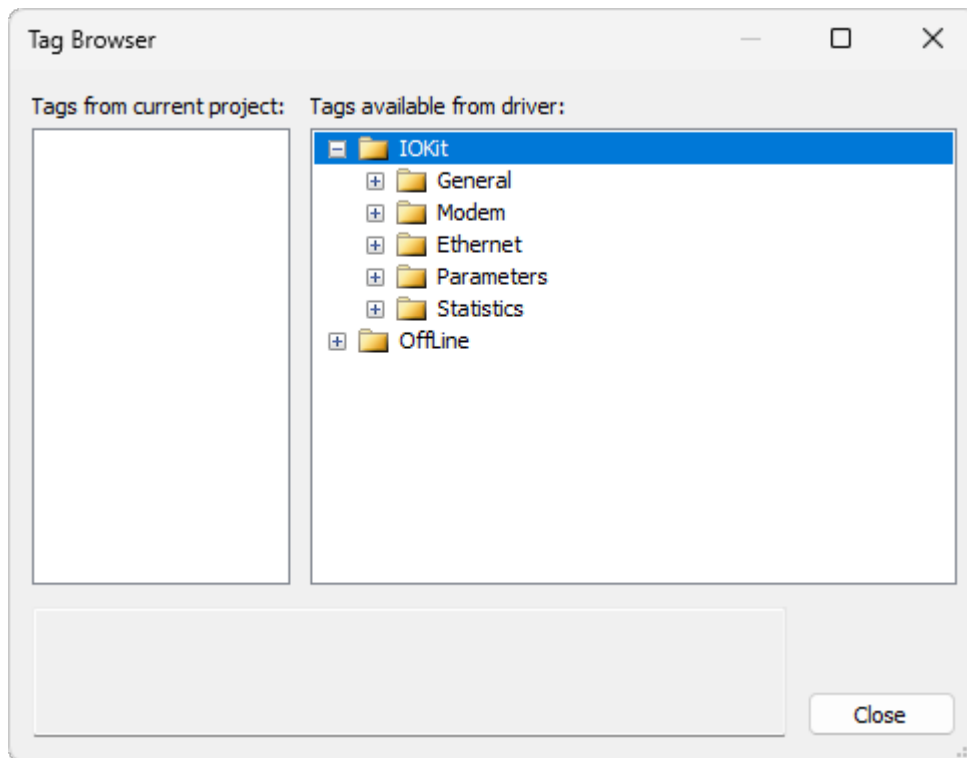 Tag Browser
Tags from current project:
Tags available from driver:
IOKit
General
Modem
Ethernet
Parameters
Statistics
OffLine
Close